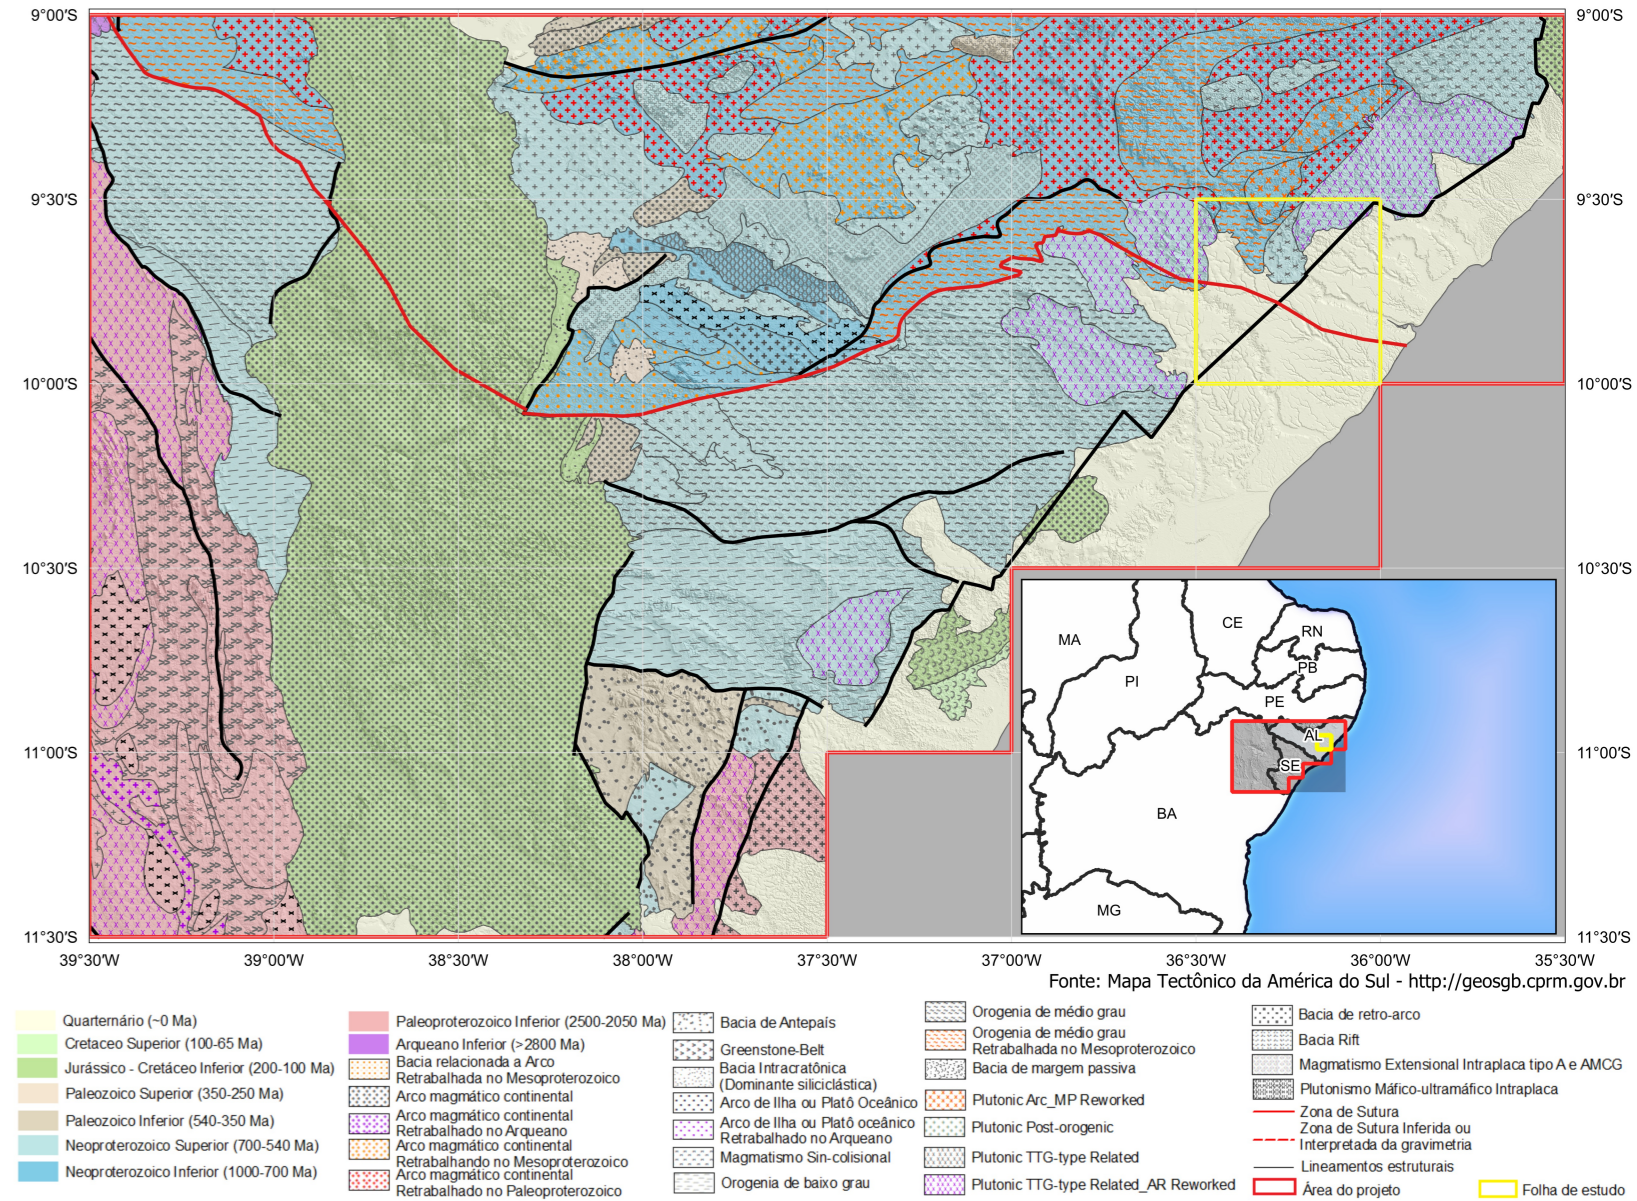 9°00'S
9°00'S
9°30'S
9°30'S
10°00'S
10°00'S
10°30'S
10°30'S
MA
PI
CE
RN
PB
PE
AL
SE
BA
MG
11°00'S
11°00'S
11°30'S
11°30'S
39°30'W
39°00'W
38°30'W
38°00'W
37°30'W
37°00'W
36°30'W
36°00'W
35°30'W
Fonte: Mapa Tectônico da América do Sul - http://geosgb.cprm.gov.br
Quarternário (~0 Ma)
Cretaceo Superior (100-65 Ma)
Jurássico - Cretáceo Inferior (200-100 Ma)
Paleozoico Superior (350-250 Ma)
Paleozoico Inferior (540-350 Ma)
Neoproterozoico Superior (700-540 Ma)
Neoproterozoico Inferior (1000-700 Ma)
Paleoproterozoico Inferior (2500-2050 Ma)
Arqueano Inferior (>2800 Ma)
Bacia relacionada a Arco
Retrabalhada no Mesoproterozoico
Arco magmático continental
Arco magmático continental
Retrabalhado no Arqueano
Arco magmático continental
Retrabalhando no Mesoproterozoico
Arco magmático continental
Retrabalhado no Paleoproterozoico
Bacia de Antepaís
Greenstone-Belt
Bacia Intracratônica
(Dominante siliciclástica)
Arco de Ilha ou Platô Oceânico
Arco de Ilha ou Platô oceânico
Retrabalhado no Arqueano
Magmatismo Sin-colisional
Orogenia de baixo grau
Orogenia de médio grau
Orogenia de médio grau
Retrabalhada no Mesoproterozoico
Bacia de margem passiva
Plutonic Arc_MP Reworked
Plutonic Post-orogenic
Plutonic TTG-type Related
Plutonic TTG-type Related_AR Reworked
Bacia de retro-arco
Bacia Rift
Magmatismo Extensional Intraplaca tipo A e AMCG
Plutonismo Máfico-ultramáfico Intraplaca
Zona de Sutura
Zona de Sutura Inferida ou
Interpretada da gravimetria
Lineamentos estruturais
Área do projeto
Folha de estudo